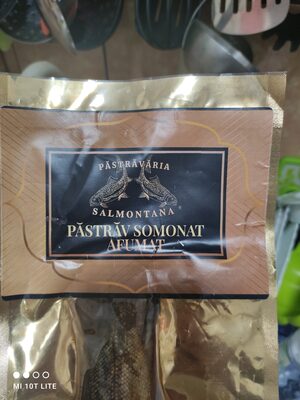 PĂSTRĂVĂRIA
SALMONTANA
PĂSTRĂV SOMONAT
AFUMAT
MI 10T LITE